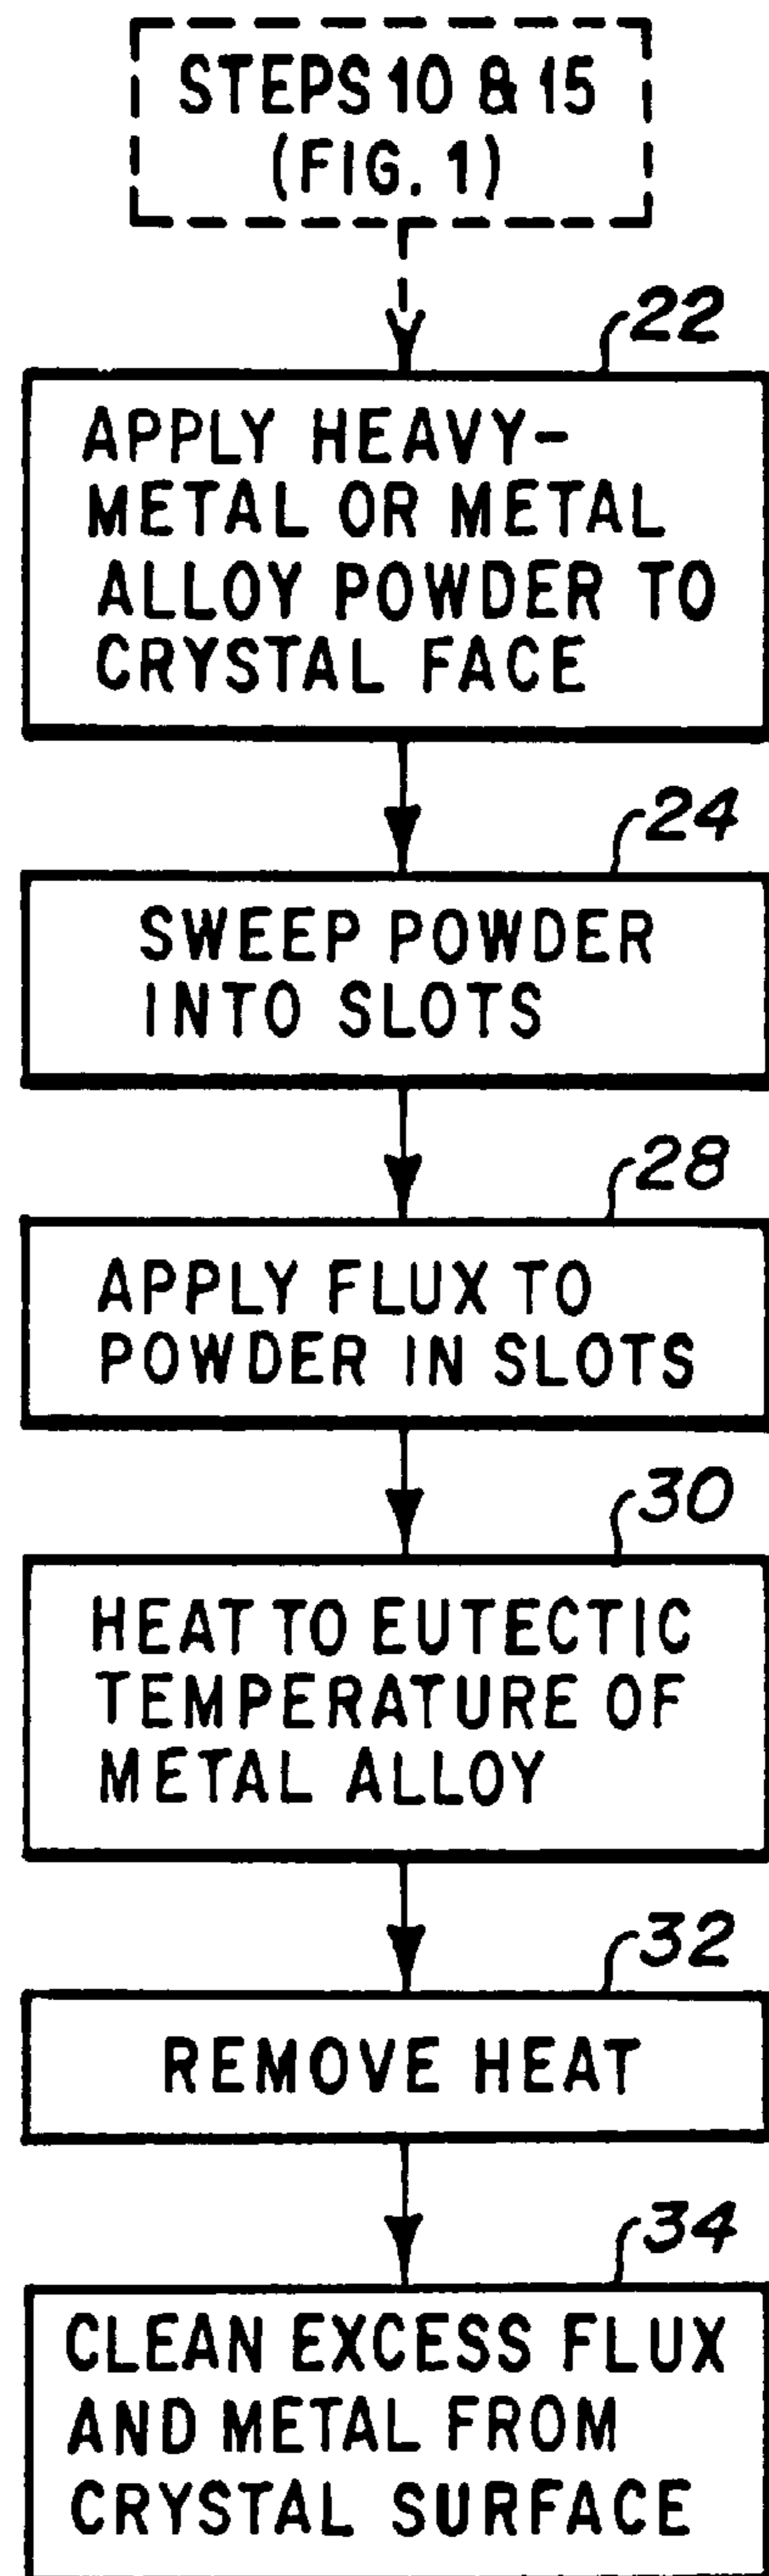 STEPS 10 & 15
(FIG. 1)
22
APPLY HEAVY-
METAL OR METAL
ALLOY POWDER TO
CRYSTAL FACE
24
SWEEP POWDER
INTO SLOTS
28
APPLY FLUX TO
POWDER IN SLOTS
30
HEAT TO EUTECTIC
TEMPERATURE OF
METAL ALLOY
32
REMOVE HEAT
34
CLEAN EXCESS FLUX
AND METAL FROM
CRYSTAL SURFACE